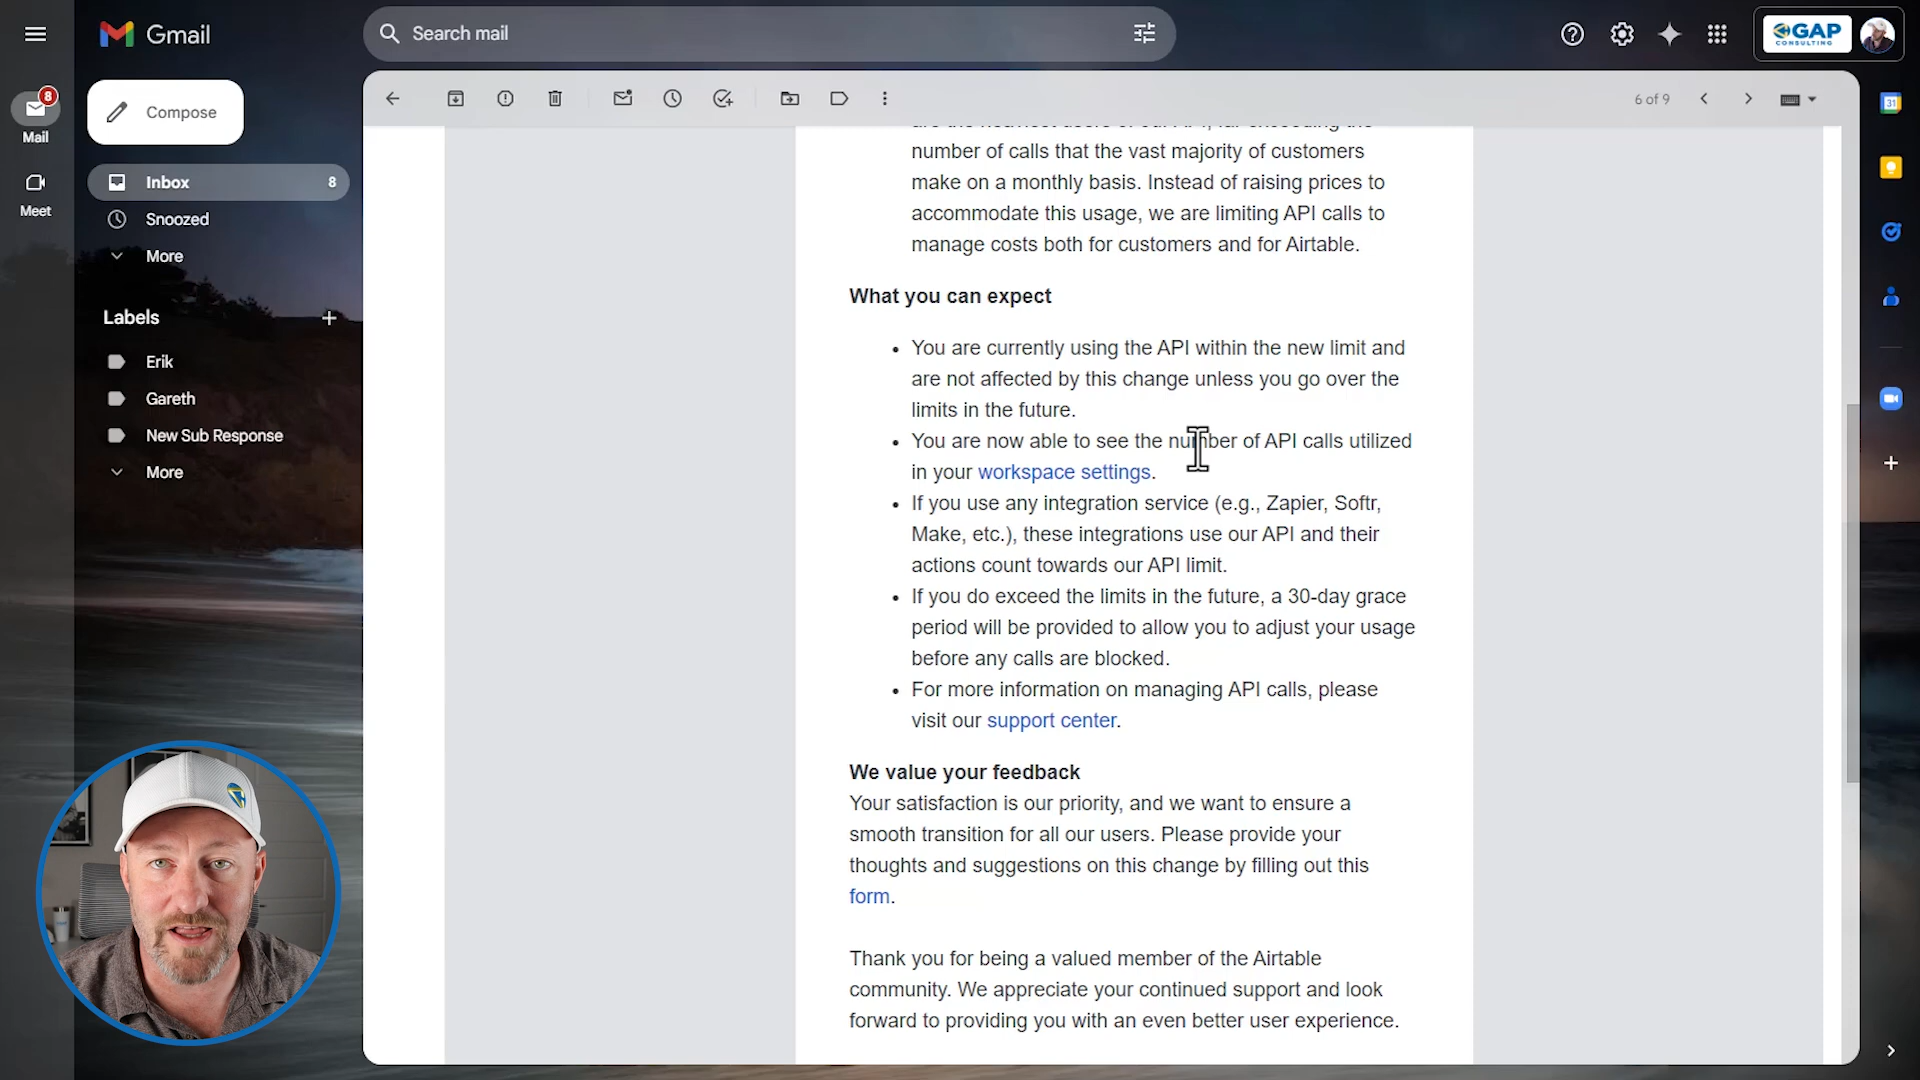 Gmail
Search mail
GAP
CONSULTING
8
Mail
Meet
Compose
Inbox 8
Snoozed
More
Labels
Erik
Gareth
New Sub Response
More
6 of 9
31
number of calls that the vast majority of customers
make on a monthly basis. Instead of raising prices to
accommodate this usage, we are limiting API calls to
manage costs both for customers and for Airtable.
What you can expect
• You are currently using the API within the new limit and
are not affected by this change unless you go over the
limits in the future.
• You are now able to see the number of API calls utilized
in your workspace settings.
• If you use any integration service (e.g., Zapier, Softr,
Make, etc.), these integrations use our API and their
actions count towards our API limit.
• If you do exceed the limits in the future, a 30-day grace
period will be provided to allow you to adjust your usage
before any calls are blocked.
• For more information on managing API calls, please
visit our support center.
We value your feedback
Your satisfaction is our priority, and we want to ensure a
smooth transition for all our users. Please provide your
thoughts and suggestions on this change by filling out this
form.
Thank you for being a valued member of the Airtable
community. We appreciate your continued support and look
forward to providing you with an even better user experience.